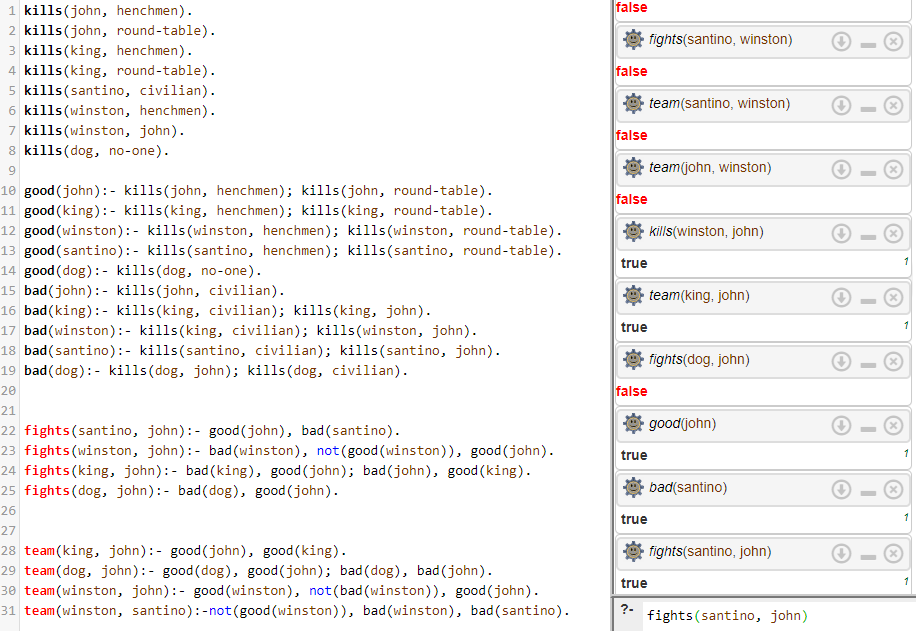 1 kills(john, henchmen).
2 kills(john, round-table).
3 kills(king, henchmen).
4 kills(king, round-table).
5 kills(santino, civilian).
6 kills(winston, henchmen).
7 kills(winston, john).
8 kills(dog, no-one).
9
10 good(john):- kills(john, henchmen); kills(john, round-table).
11 good(king):- kills(king, henchmen); kills(king, round-table).
12 good(winston):- kills(winston, henchmen); kills(winston, round-table).
13 good(santino):- kills(santino, henchmen); kills(santino, round-table).
14 good(dog):- kills(dog, no-one).
15 bad(john):- kills(john, civilian).
16 bad(king):- kills(king, civilian); kills(king, john).
17 bad(winston):- kills(king, civilian); kills(winston, john).
18 bad(santino):- kills(santino, civilian); kills(santino, john).
19 bad(dog):- kills(dog, john); kills(dog, civilian).
20
21
22 fights(santino, john):- good(john), bad(santino).
23 fights(winston, john):- bad(winston), not(good(winston)), good(john).
24 fights(king, john):- bad(king), good(john); bad(john), good(king).
25 fights(dog, john):- bad(dog), good(john).
26
27
28 team(king, john):- good(john), good(king).
29 team(dog, john):- good(dog), good(john); bad(dog), bad(john).
30 team(winston, john):- good(winston), not(bad(winston)), good(john).
31 team(winston, santino):-not(good(winston)), bad(winston), bad(santino).
false
fights(santino, winston)
false
team(santino, winston)
false
team(john, winston)
false
kills(winston, john)
true 1
team(king, john)
true 1
fights(dog, john)
false
good(john)
true 1
bad(santino)
true 1
fights(santino, john)
true 1
?- fights(santino, john)